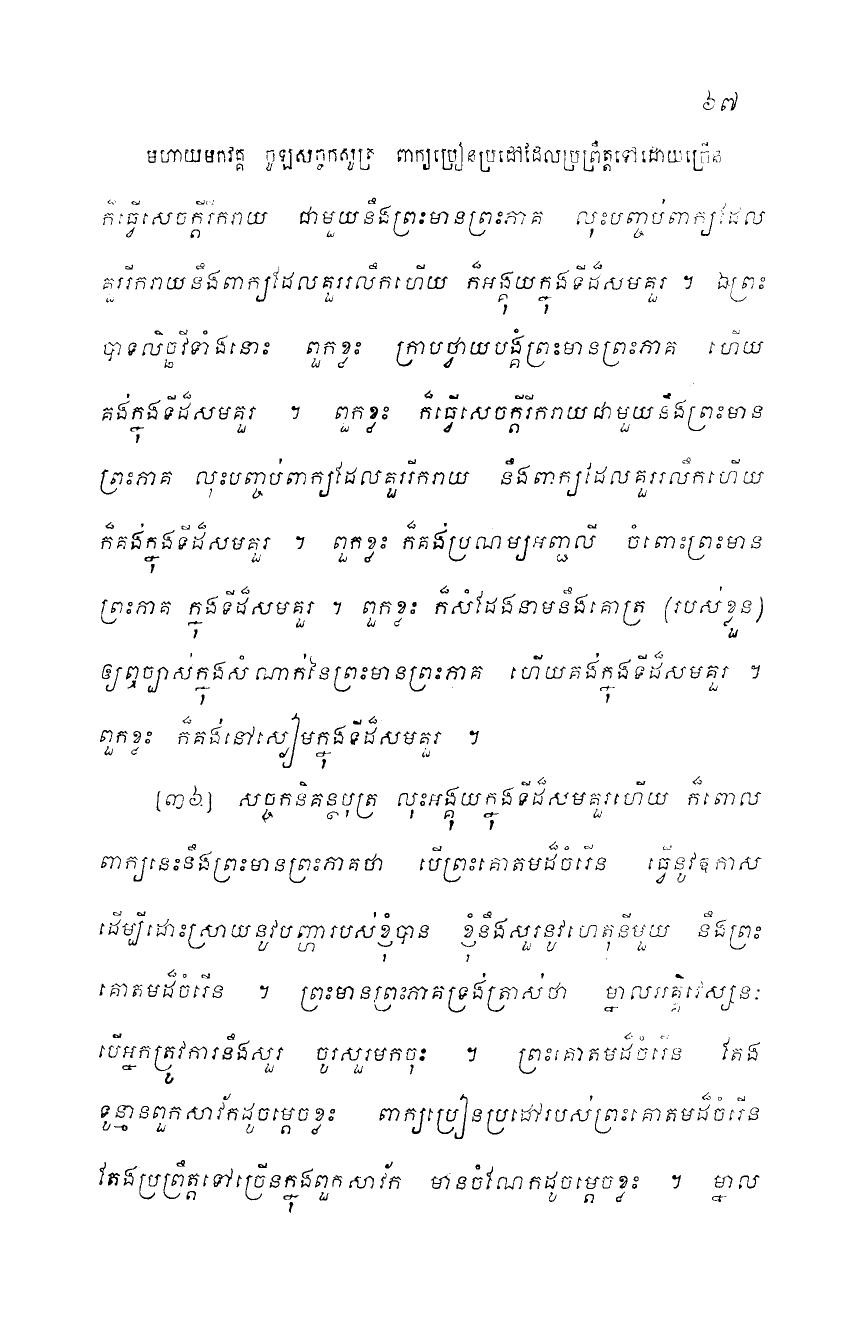 ៦៧
មហាយមកវគ្គ ចូឡសច្ចកសូត្រ ពាក្យប្រៀនប្រដៅដែលប្រព្រឹត្តទៅដោយច្រើន
ក៏ធ្វើសេចក្តីរីករាយ ជាមួយនឹងព្រះមានព្រះភាគ លុះបញ្ចប់ពាក្យដែល
គួររីករាយនឹងពាក្យដែលគួររលឹកហើយ ក៏អង្គុយក្នុងទីដ៏សមគួរ ។ ឯព្រះ
បាទលិច្ឆវីទាំងនោះ ពួកខ្លះ ក្រាបថ្វាយបង្គំព្រះមានព្រះភាគ ហើយ
គង់ក្នុងទីដ៏សមគួរ ។ ពួកខ្លះ ក៏ធ្វើសេចក្តីរីករាយជាមួយនឹងព្រះមាន
ព្រះភាគ លុះបញ្ចប់ពាក្យដែលគួររីករាយ នឹងពាក្យដែលគួររលឹកហើយ
ក៏គង់ក្នុងទីដ៏សមគួរ ។ ពួកខ្លះ ក៏គង់ប្រណម្យអញ្ជលី ចំពោះព្រះមាន
ព្រះភាគ ក្នុងទីដ៏សមគួរ ។ ពួកខ្លះ ក៏សំដែងនាមនឹងគោត្រ (របស់ខ្លួន)
ឲ្យឮច្បាស់ក្នុងសំណាក់នៃព្រះមានព្រះភាគ ហើយគង់ក្នុងទីដ៏សមគួរ ។
ពួកខ្លះ ក៏គង់នៅស្ងៀមក្នុងទីដ៏សមគួរ ។
[៣៦] សច្ចកនិគន្ថបុត្រ លុះអង្គុយក្នុងទីដ៏សមគួរហើយ ក៏ពោល
ពាក្យនេះនឹងព្រះមានព្រះភាគថា បើព្រះគោតមដ៏ចំរើន ធ្វើនូវឱកាស
ដើម្បីដោះស្រាយនូវបញ្ហារបស់ខ្ញុំបាន ខ្ញុំនឹងសួរនូវហេតុនីមួយ នឹងព្រះ
គោតមដ៏ចំរើន ។ ព្រះមានព្រះភាគទ្រង់ត្រាស់ថា ម្នាលអគ្គិវេស្សនៈ
បើអ្នកត្រូវការនឹងសួរ ចូរសួរមកចុះ ។ ព្រះគោតមដ៏ចំរើន តែង
ទូន្មានពួកសាវ័កដូចម្តេចខ្លះ ពាក្យប្រៀនប្រដៅរបស់ព្រះគោតមដ៏ចំរើន
តែងប្រព្រឹត្តទៅច្រើនក្នុងពួកសាវ័ក មានចំណែកដូចម្តេចខ្លះ ។ ម្នាល